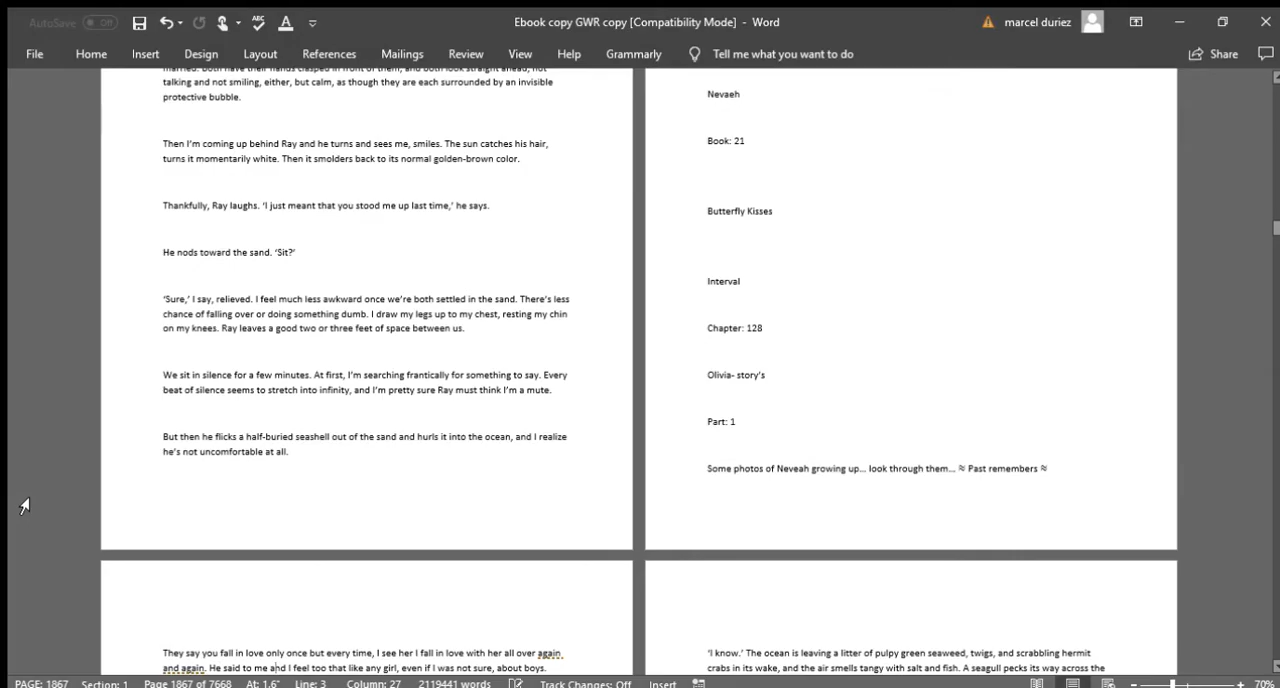 AutoSave Off
Ebook copy GWR copy [Compatibility Mode] - Word
marcel duriez
File Home Insert Design Layout References Mailings Review View Help Grammarly Tell me what you want to do Share
talking and not smiling, either, but calm, as though they are each surrounded by an invisible
protective bubble.
Then I'm coming up behind Ray and he turns and sees me, smiles. The sun catches his hair,
turns it momentarily white. Then it smolders back to its normal golden-brown color.
Thankfully, Ray laughs. 'I just meant that you stood me up last time,' he says.
He nods toward the sand. 'Sit?'
'Sure,' I say, relieved. I feel much less awkward once we're both settled in the sand. There's less
chance of falling over or doing something dumb. I draw my legs up to my chest, resting my chin
on my knees. Ray leaves a good two or three feet of space between us.
We sit in silence for a few minutes. At first, I'm searching frantically for something to say. Every
beat of silence seems to stretch into infinity, and I'm pretty sure Ray must think I'm a mute.
But then he flicks a half-buried seashell out of the sand and hurls it into the ocean, and I realize
he's not uncomfortable at all.
Nevaeh
Book: 21
Butterfly Kisses
Interval
Chapter: 128
Olivia- story's
Part: 1
Some photos of Neveah growing up... look through them... ≈ Past remembers ≈
They say you fall in love only once but every time, I see her I fall in love with her all over again
and again. He said to me and I feel too that like any girl, even if I was not sure, about boys.
'I know.' The ocean is leaving a litter of pulpy green seaweed, twigs, and scrabbling hermit
crabs in its wake, and the air smells tangy with salt and fish. A seagull pecks its way across the
PAGE: 1867 Section: 1 Page 1867 of 7668 At: 1.6" Line: 3 Column: 27 2119441 words Track Changes: Off Insert 70%